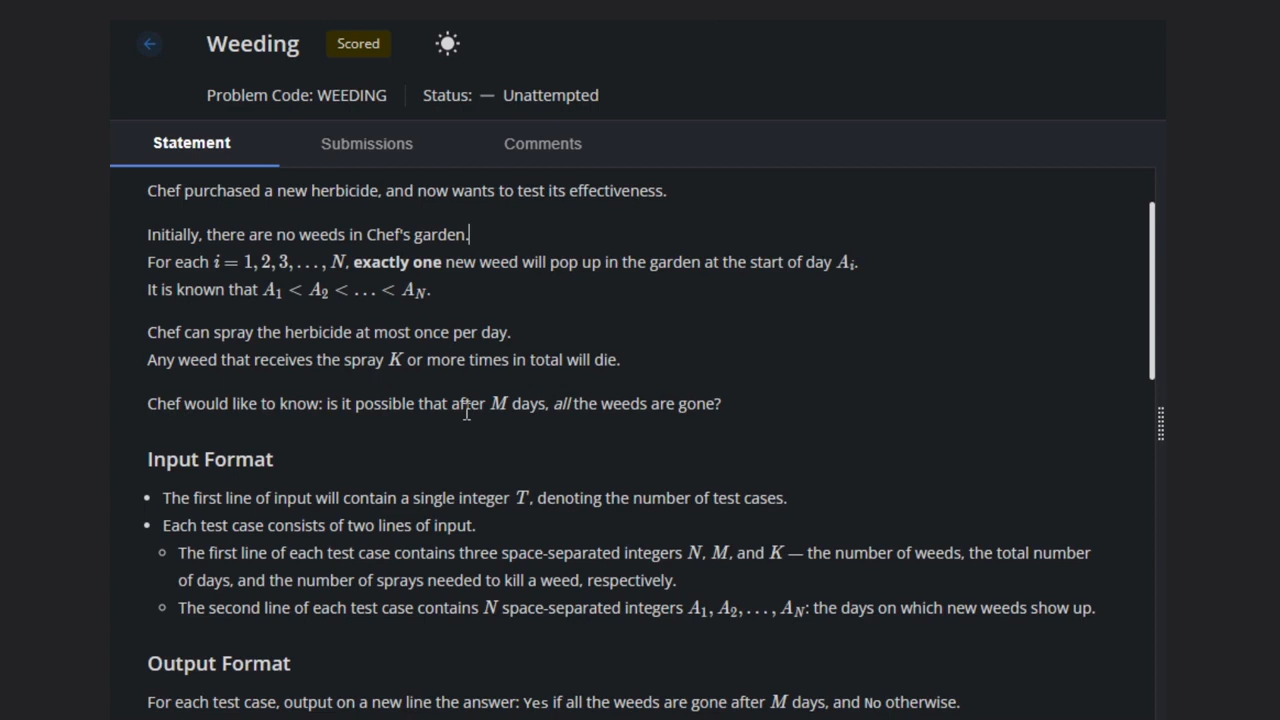 Weeding Scored
Problem Code: WEEDING Status: — Unattempted
Statement Submissions Comments
Chef purchased a new herbicide, and now wants to test its effectiveness.
Initially, there are no weeds in Chef's garden.
For each i = 1, 2, 3, . . . , N, exactly one new weed will pop up in the garden at the start of day Aᵢ.
It is known that A₁ < A₂ < . . . < A_N.
Chef can spray the herbicide at most once per day.
Any weed that receives the spray K or more times in total will die.
Chef would like to know: is it possible that after M days, all the weeds are gone?
Input Format
• The first line of input will contain a single integer T, denoting the number of test cases.
• Each test case consists of two lines of input.
○ The first line of each test case contains three space-separated integers N, M, and K — the number of weeds, the total number
of days, and the number of sprays needed to kill a weed, respectively.
○ The second line of each test case contains N space-separated integers A₁, A₂, . . . , A_N: the days on which new weeds show up.
Output Format
For each test case, output on a new line the answer: Yes if all the weeds are gone after M days, and No otherwise.